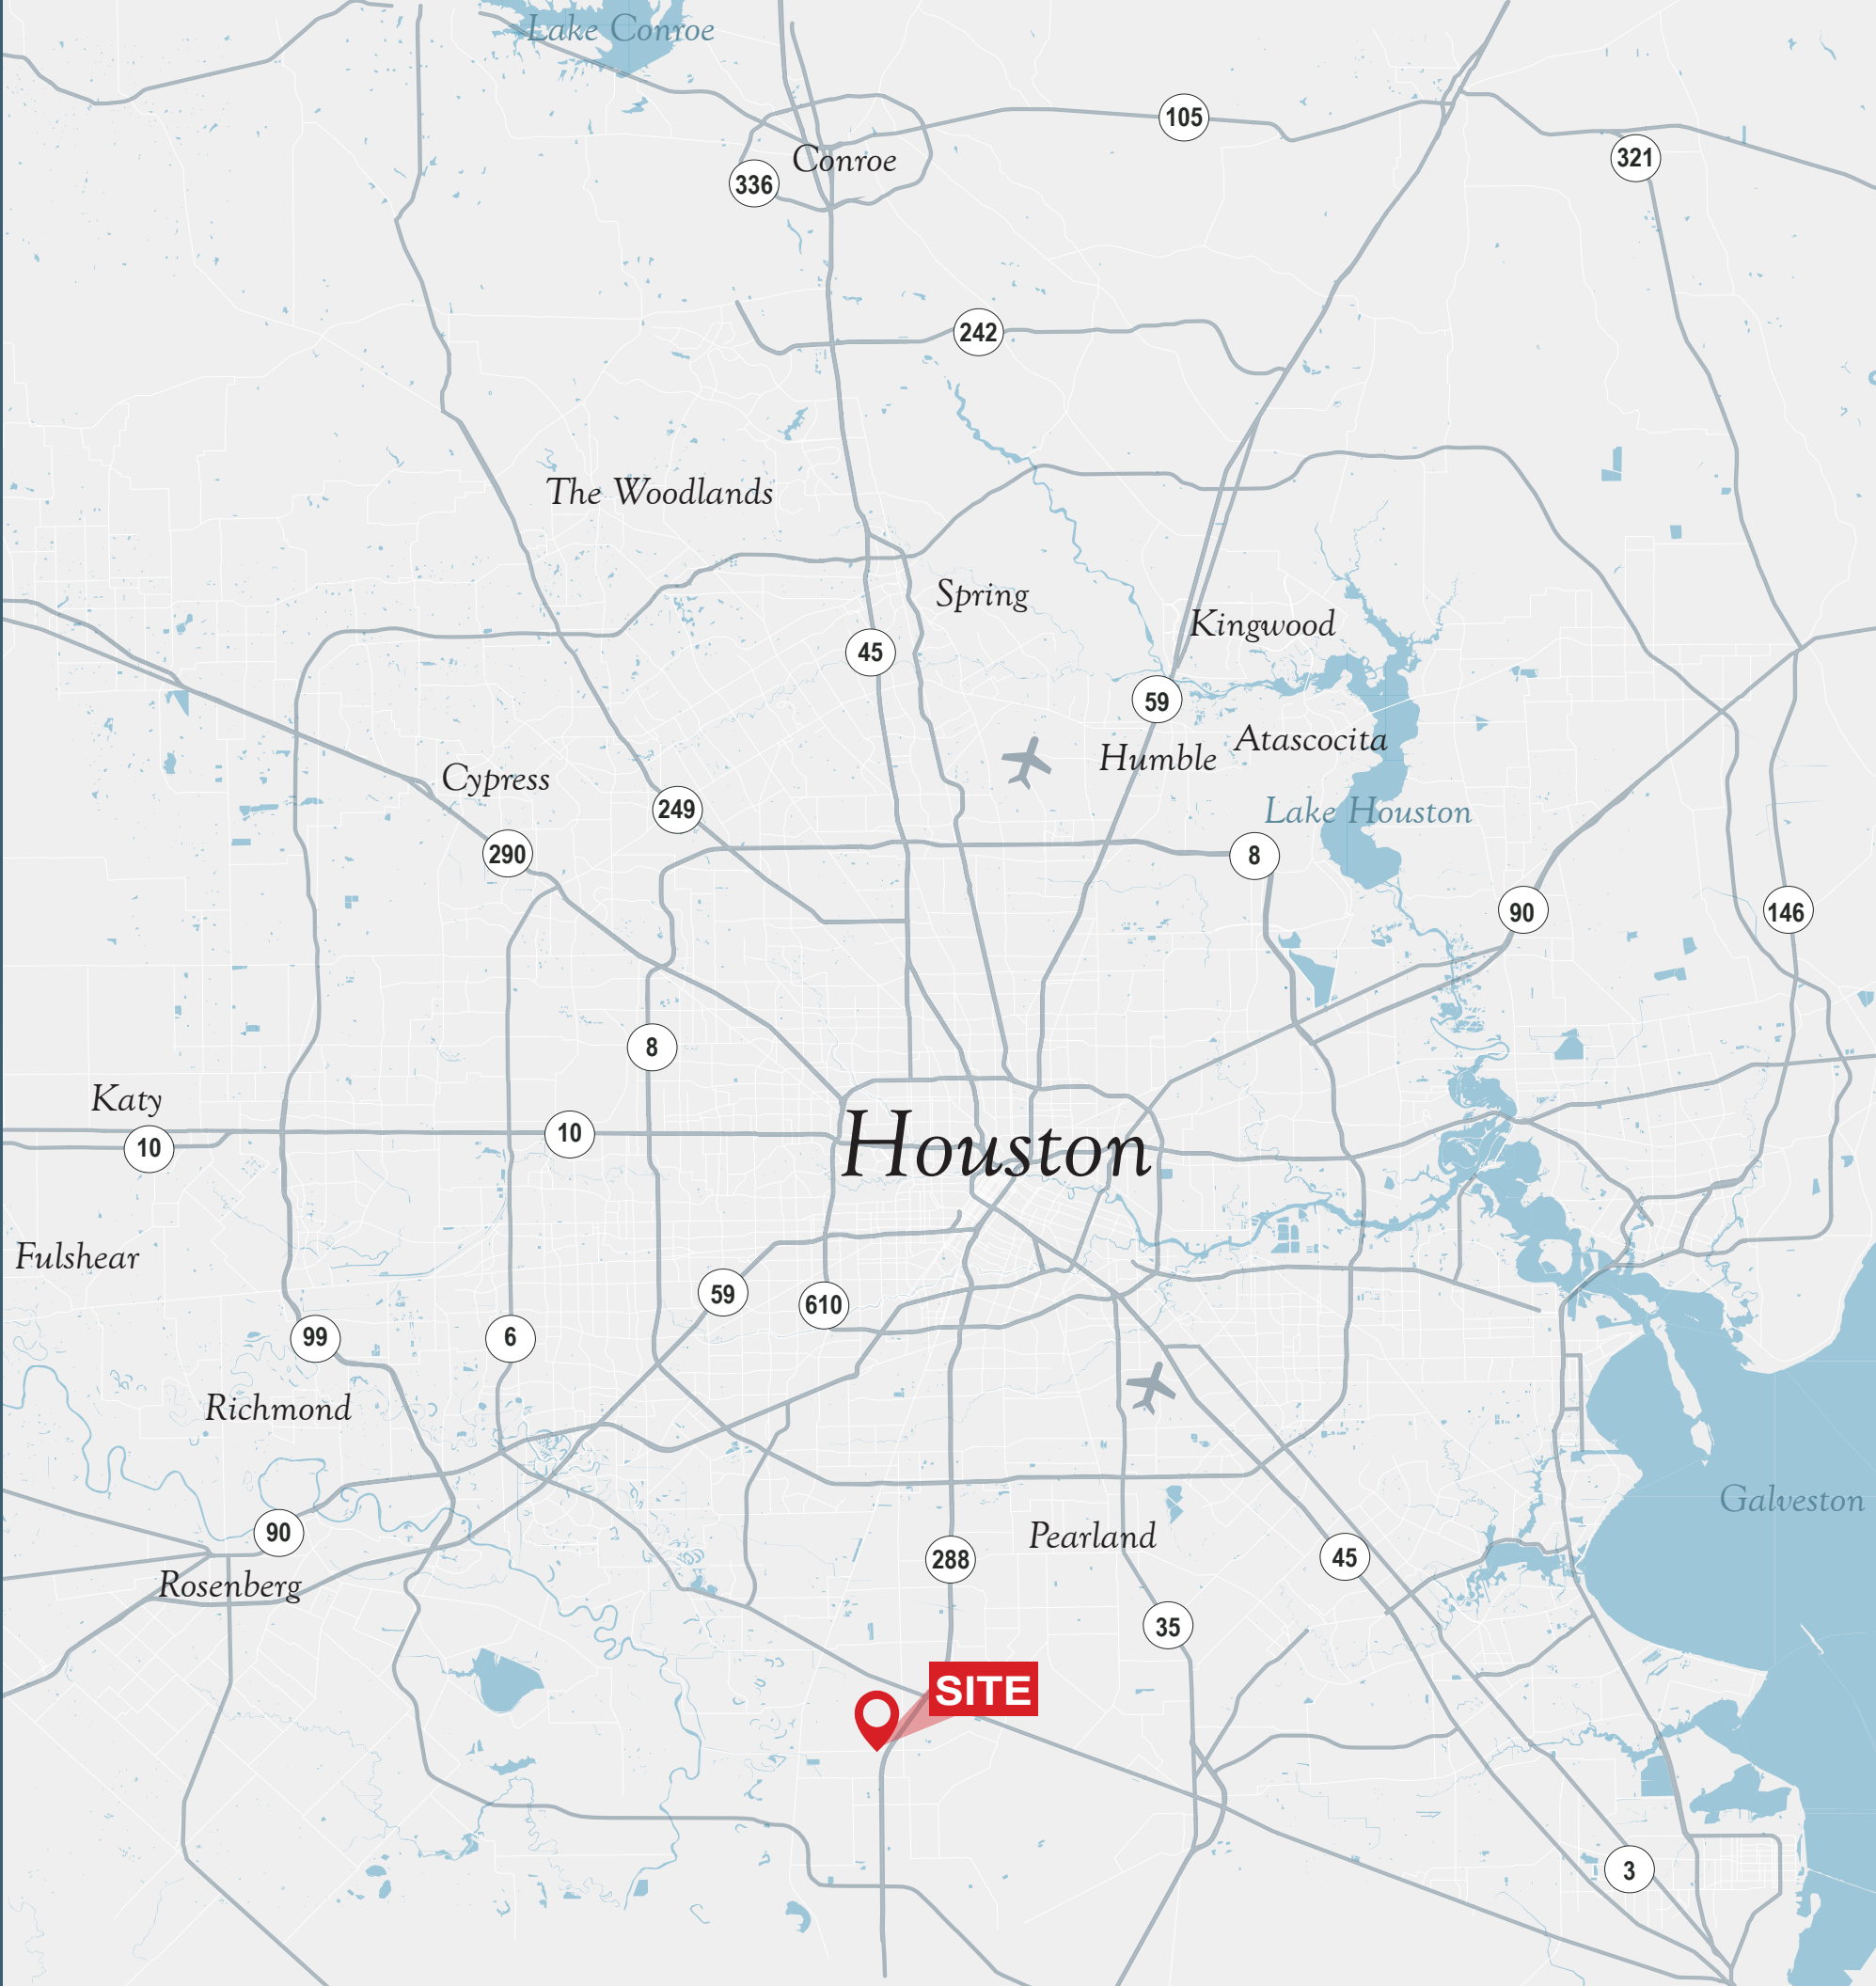 Lake Conroe
105
321
Conroe
336
242
The Woodlands
Spring
Kingwood
45
59
Atascocita
Humble
Cypress
249
Lake Houston
290
8
90
146
8
Katy
10
10
Houston
Fulshear
59
610
99
6
Richmond
Galveston
90
Pearland
288
45
Rosenberg
35
SITE
3